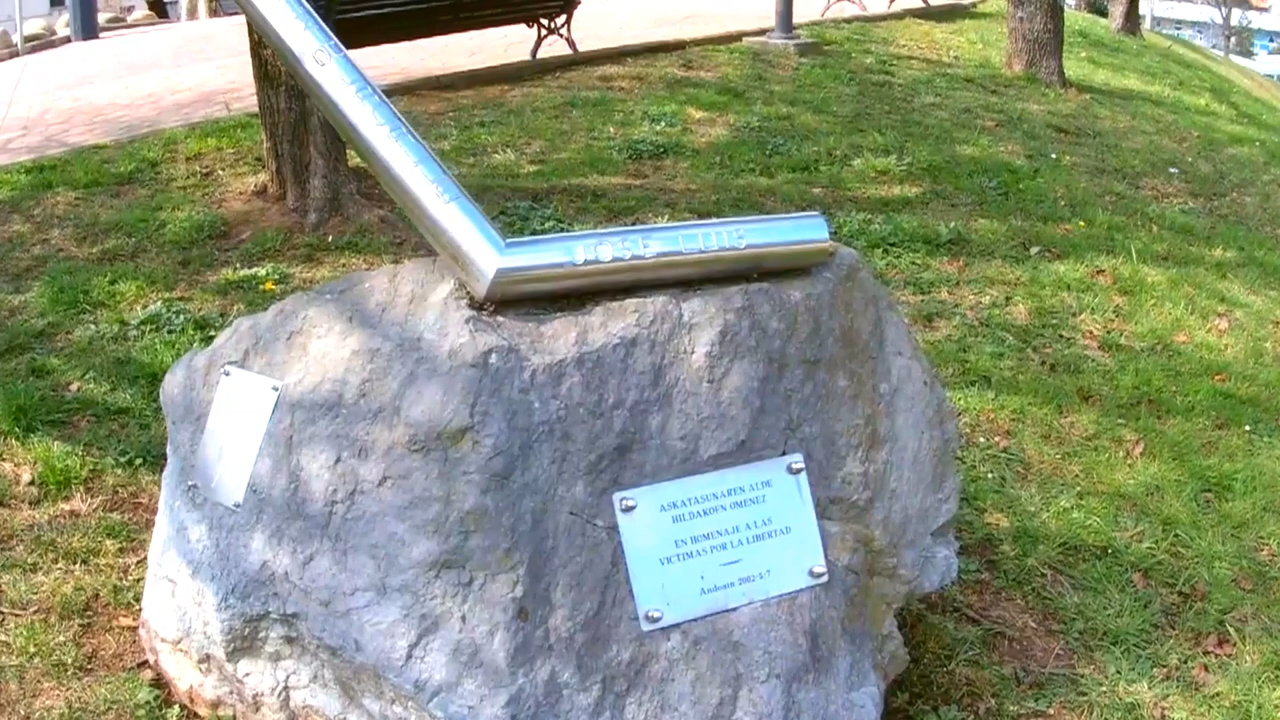 JOSE LUIS
ASKATASUNAREN ALDE
HILDAKOEN OMENEZ
EN HOMENAJE A LAS
VICTIMAS POR LA LIBERTAD
Andoain 2002-5-7